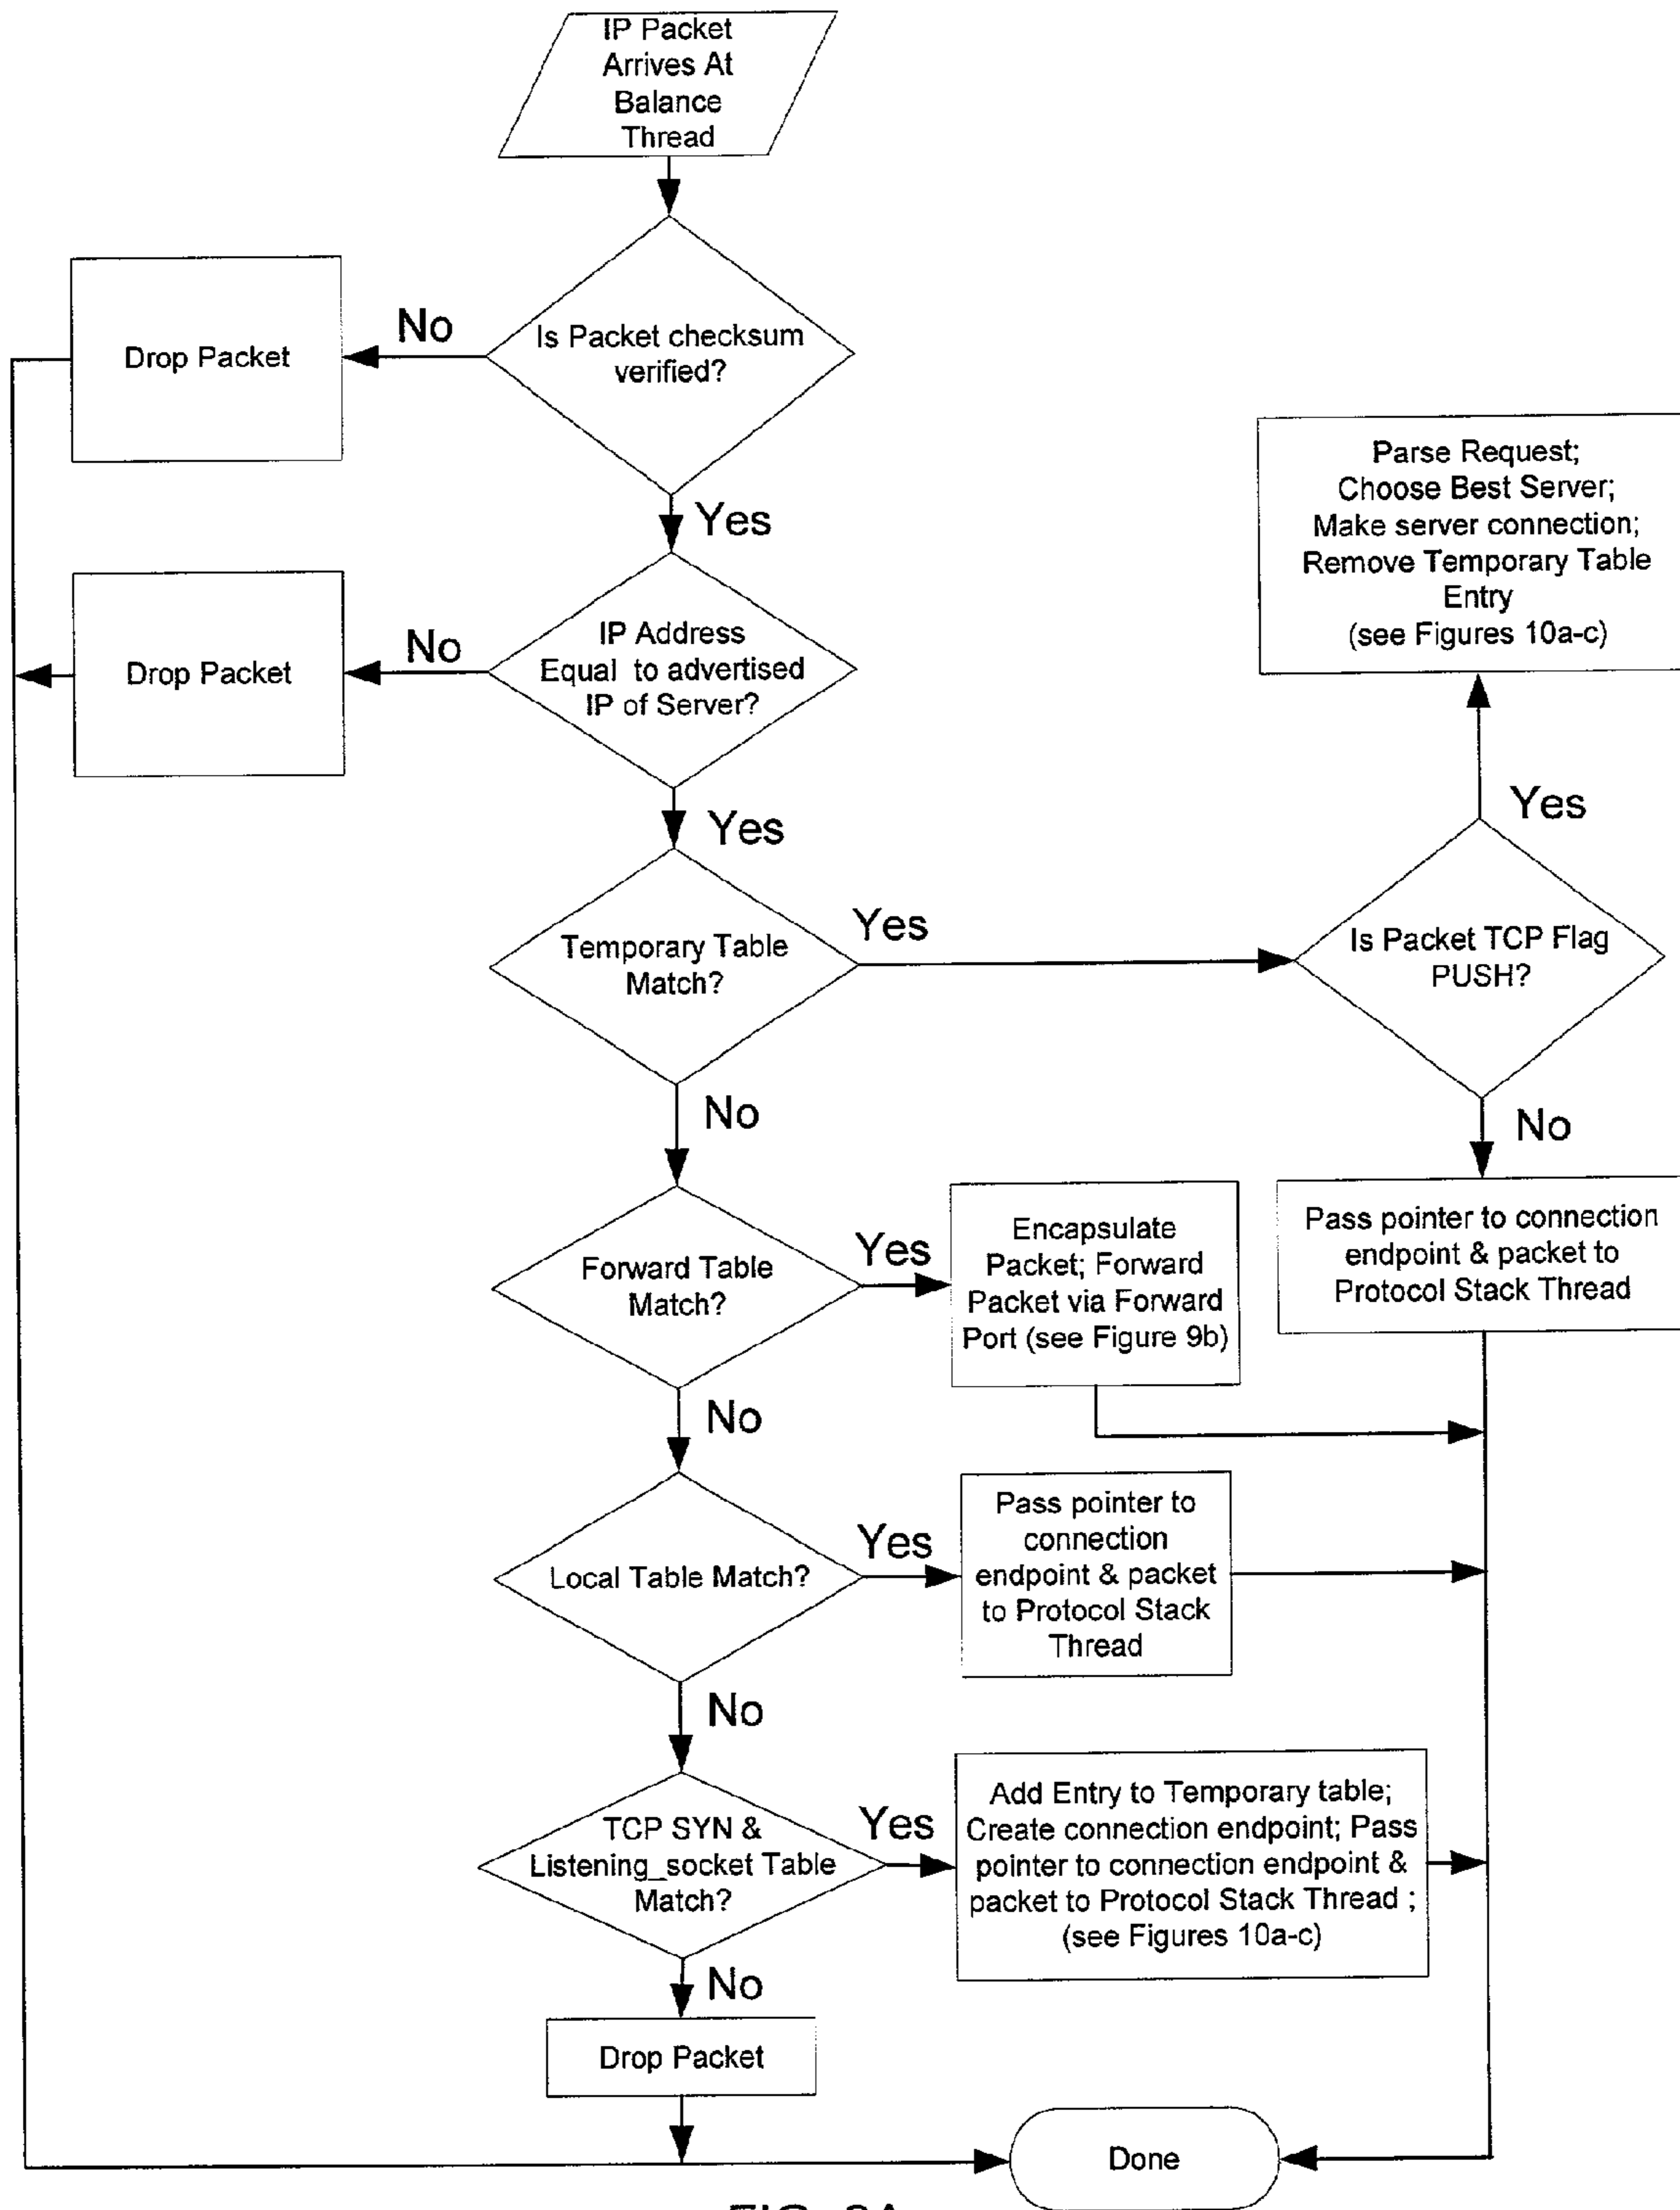 IP Packet
Arrives At
Balance
Thread
Is Packet checksum
verified?
No
Drop Packet
Yes
IP Address
Equal to advertised
IP of Server?
No
Drop Packet
Yes
Temporary Table
Match?
Yes
Is Packet TCP Flag
PUSH?
Yes
Parse Request;
Choose Best Server;
Make server connection;
Remove Temporary Table
Entry
(see Figures 10a-c)
No
Pass pointer to connection
endpoint & packet to
Protocol Stack Thread
No
Forward Table
Match?
Yes
Encapsulate
Packet; Forward
Packet via Forward
Port (see Figure 9b)
No
Local Table Match?
Yes
Pass pointer to
connection
endpoint & packet
to Protocol Stack
Thread
No
TCP SYN &
Listening_socket Table
Match?
Yes
Add Entry to Temporary table;
Create connection endpoint; Pass
pointer to connection endpoint &
packet to Protocol Stack Thread ;
(see Figures 10a-c)
No
Drop Packet
Done